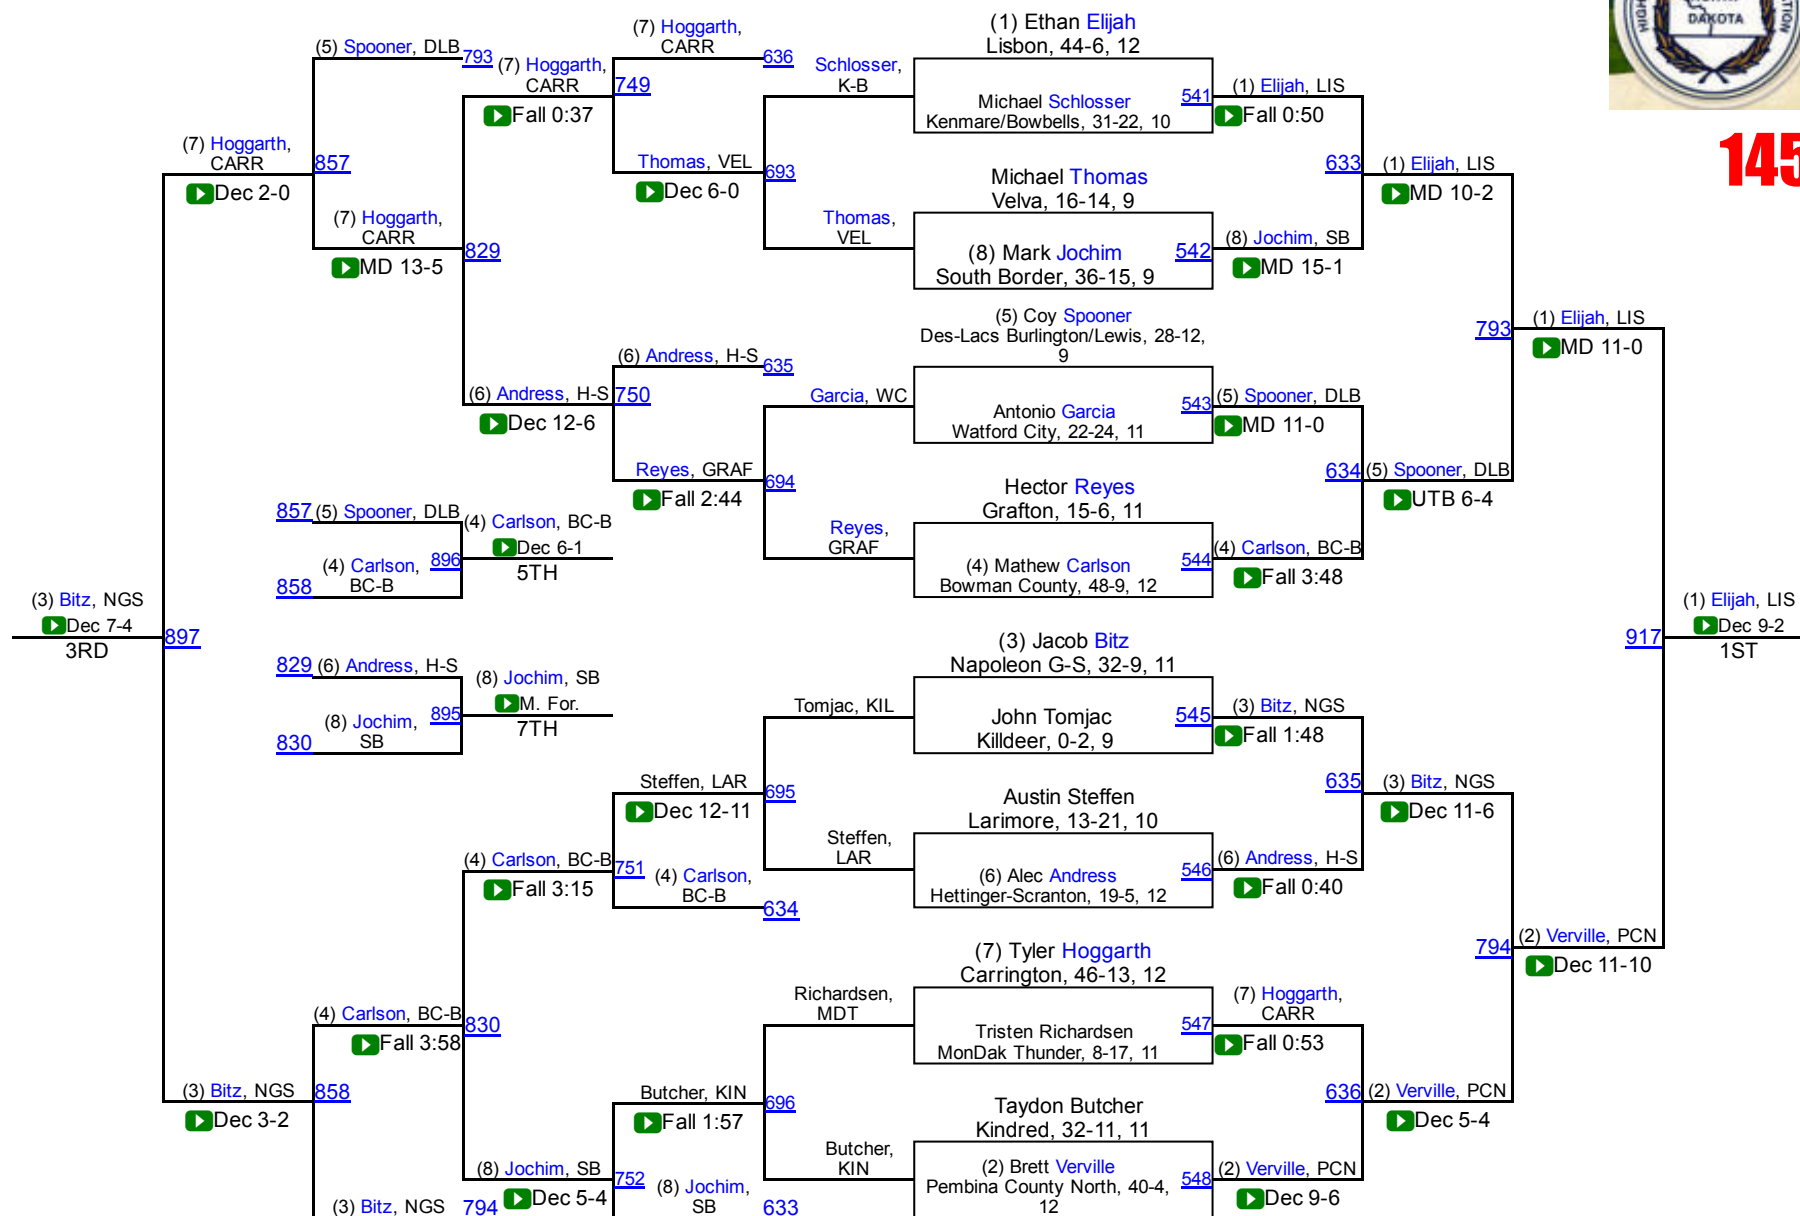 (7) Hoggarth,
CARR
636
(5) Spooner, DLB
793
(7) Hoggarth,
CARR
749
Fall 0:37
(7) Hoggarth,
CARR
857
Dec 2-0
Thomas, VEL
693
Dec 6-0
(7) Hoggarth,
CARR
829
MD 13-5
Schlosser,
K-B
Thomas,
VEL
(1) Ethan Elijah
Lisbon, 44-6, 12
Michael Schlosser
Kenmare/Bowbells, 31-22, 10
541
(1) Elijah, LIS
Fall 0:50
633
(1) Elijah, LIS
MD 10-2
Michael Thomas
Velva, 16-14, 9
(8) Mark Jochim
South Border, 36-15, 9
542
(8) Jochim, SB
MD 15-1
DAKOTA
145
(5) Coy Spooner
Des-Lacs Burlington/Lewis, 28-12,
9
793
(1) Elijah, LIS
MD 11-0
(6) Andress, H-S
635
(6) Andress, H-S
750
Dec 12-6
Garcia, WC
Antonio Garcia
Watford City, 22-24, 11
543
(5) Spooner, DLB
MD 11-0
Reyes, GRAF
694
Fall 2:44
Hector Reyes
Grafton, 15-6, 11
634
(5) Spooner, DLB
UTB 6-4
857
(5) Spooner, DLB
(4) Carlson, BC-B
Dec 6-1
5TH
896
(4) Carlson,
BC-B
858
Reyes,
GRAF
(4) Mathew Carlson
Bowman County, 48-9, 12
544
(4) Carlson, BC-B
Fall 3:48
(3) Bitz, NGS
Dec 7-4
3RD
897
(1) Elijah, LIS
Dec 9-2
1ST
917
829
(6) Andress, H-S
(8) Jochim, SB
M. For.
7TH
895
(8) Jochim,
SB
830
(3) Jacob Bitz
Napoleon G-S, 32-9, 11
Tomjac, KIL
John Tomjac
Killdeer, 0-2, 9
545
(3) Bitz, NGS
Fall 1:48
Steffen, LAR
695
Dec 12-11
Austin Steffen
Larimore, 13-21, 10
635
(3) Bitz, NGS
Dec 11-6
Steffen,
LAR
(4) Carlson, BC-B
751
Fall 3:15
(4) Carlson,
BC-B
634
(6) Alec Andress
Hettinger-Scranton, 19-5, 12
546
(6) Andress, H-S
Fall 0:40
(7) Tyler Hoggarth
Carrington, 46-13, 12
794
(2) Verville, PCN
Dec 11-10
Richardsen,
MDT
Tristen Richardsen
MonDak Thunder, 8-17, 11
547
(7) Hoggarth,
CARR
Fall 0:53
(4) Carlson, BC-B
830
Fall 3:58
(3) Bitz, NGS
858
Dec 3-2
Butcher, KIN
696
Fall 1:57
Taydon Butcher
Kindred, 32-11, 11
636
(2) Verville, PCN
Dec 5-4
Butcher,
KIN
(8) Jochim, SB
752
Dec 5-4
(8) Jochim,
SB
633
(2) Brett Verville
Pembina County North, 40-4,
12
548
(2) Verville, PCN
Dec 9-6
(3) Bitz, NGS
794